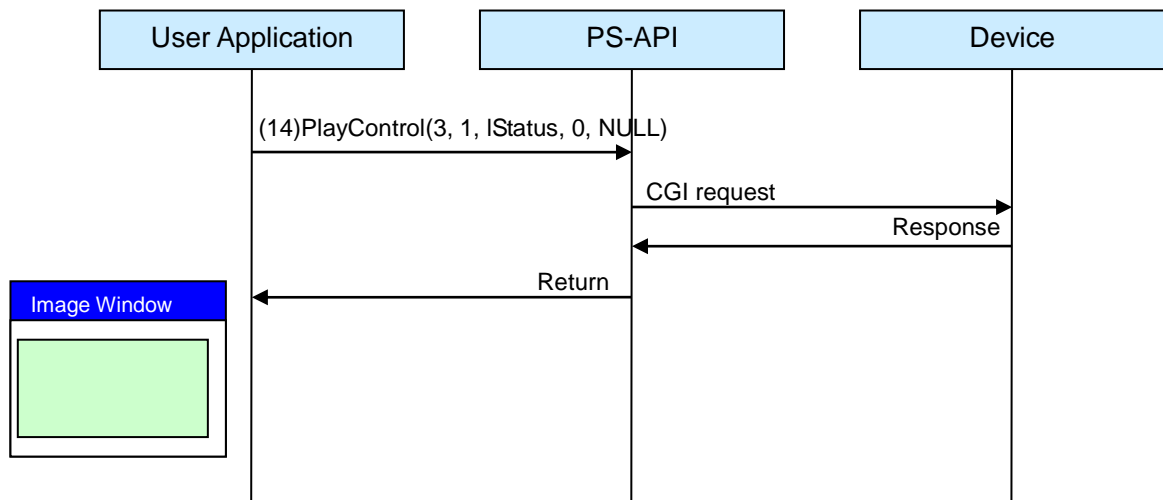 User Application
PS-API
Device
(14)PlayControl(3, 1, lStatus, 0, NULL)
CGI request
Response
Return
Image Window